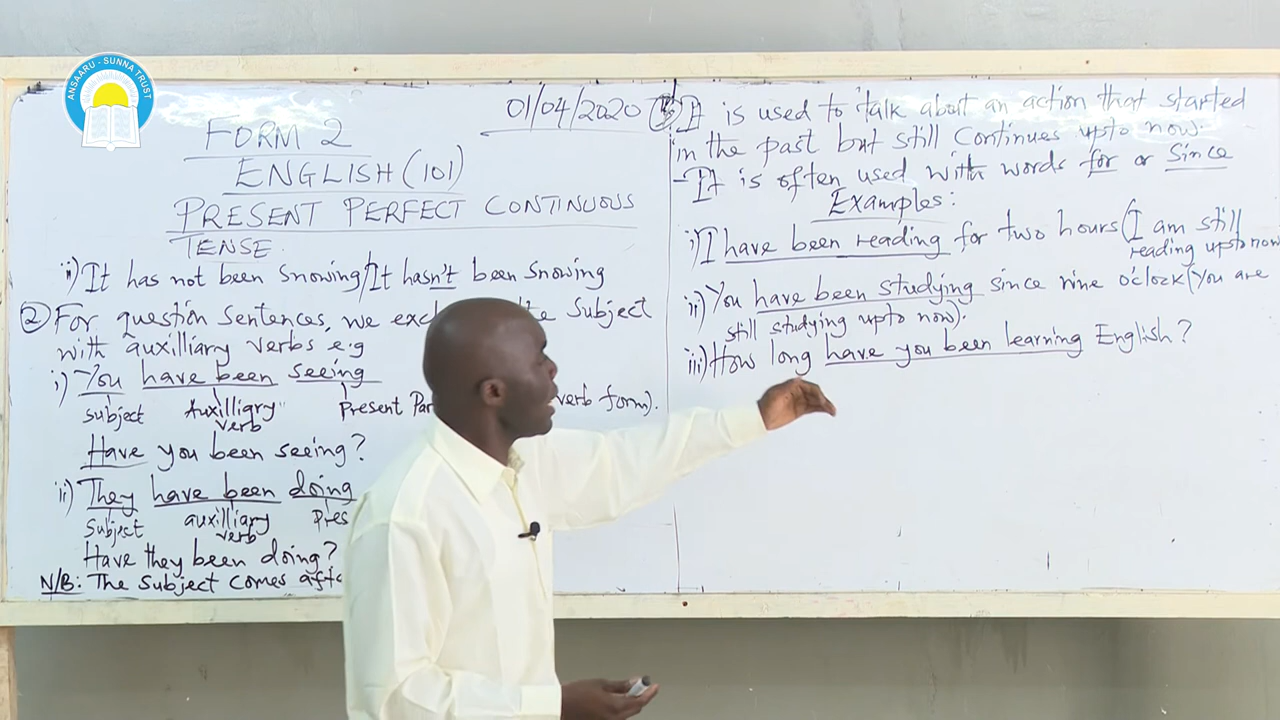 ANSAARU - SUNNA TRUST
01/04/2020
FORM 2
ENGLISH (101)
PRESENT PERFECT CONTINUOUS
TENSE.
ii) It has not been snowing/It hasn't been snowing
② For question sentences, we the subject
with auxilliary verbs e.g
i) You have been seeing
subject Auxilliary verb Present verb form).
Have you been seeing?
ii) They have been doing
Subject auxilliary verb
Have they been doing?
N/B: The subject comes
③ It is used to talk about an action that started
in the past but still continues upto now.
- It is often used with words for or since
Examples:
i) I have been reading for two hours (I am still
reading upto now
ii) You have been studying since nine o'clock (You are
still studying upto now).
iii) How long have you been learning English?